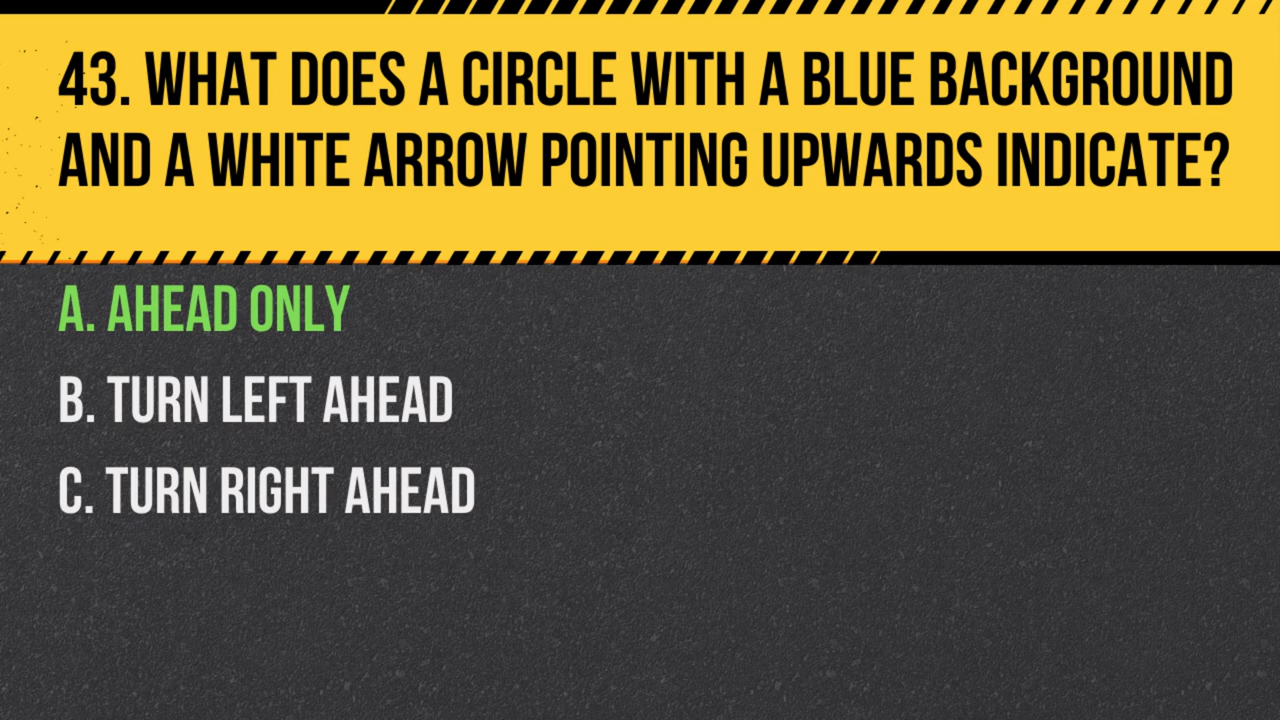 43. WHAT DOES A CIRCLE WITH A BLUE BACKGROUND
AND A WHITE ARROW POINTING UPWARDS INDICATE?
A. AHEAD ONLY
B. TURN LEFT AHEAD
C. TURN RIGHT AHEAD